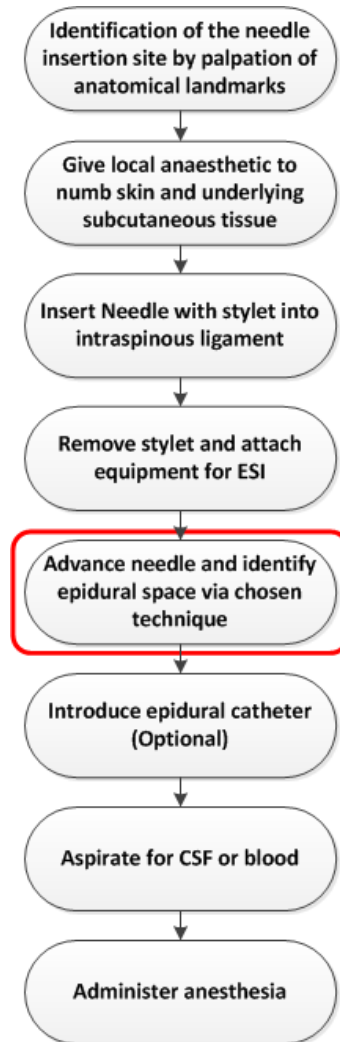 Identification of the needle
insertion site by palpation of
anatomical landmarks
Give local anaesthetic to
numb skin and underlying
subcutaneous tissue
Insert Needle with stylet into
intraspinous ligament
Remove stylet and attach
equipment for ESI
Advance needle and identify
epidural space via chosen
technique
Introduce epidural catheter
(Optional)
Aspirate for CSF or blood
Administer anesthesia